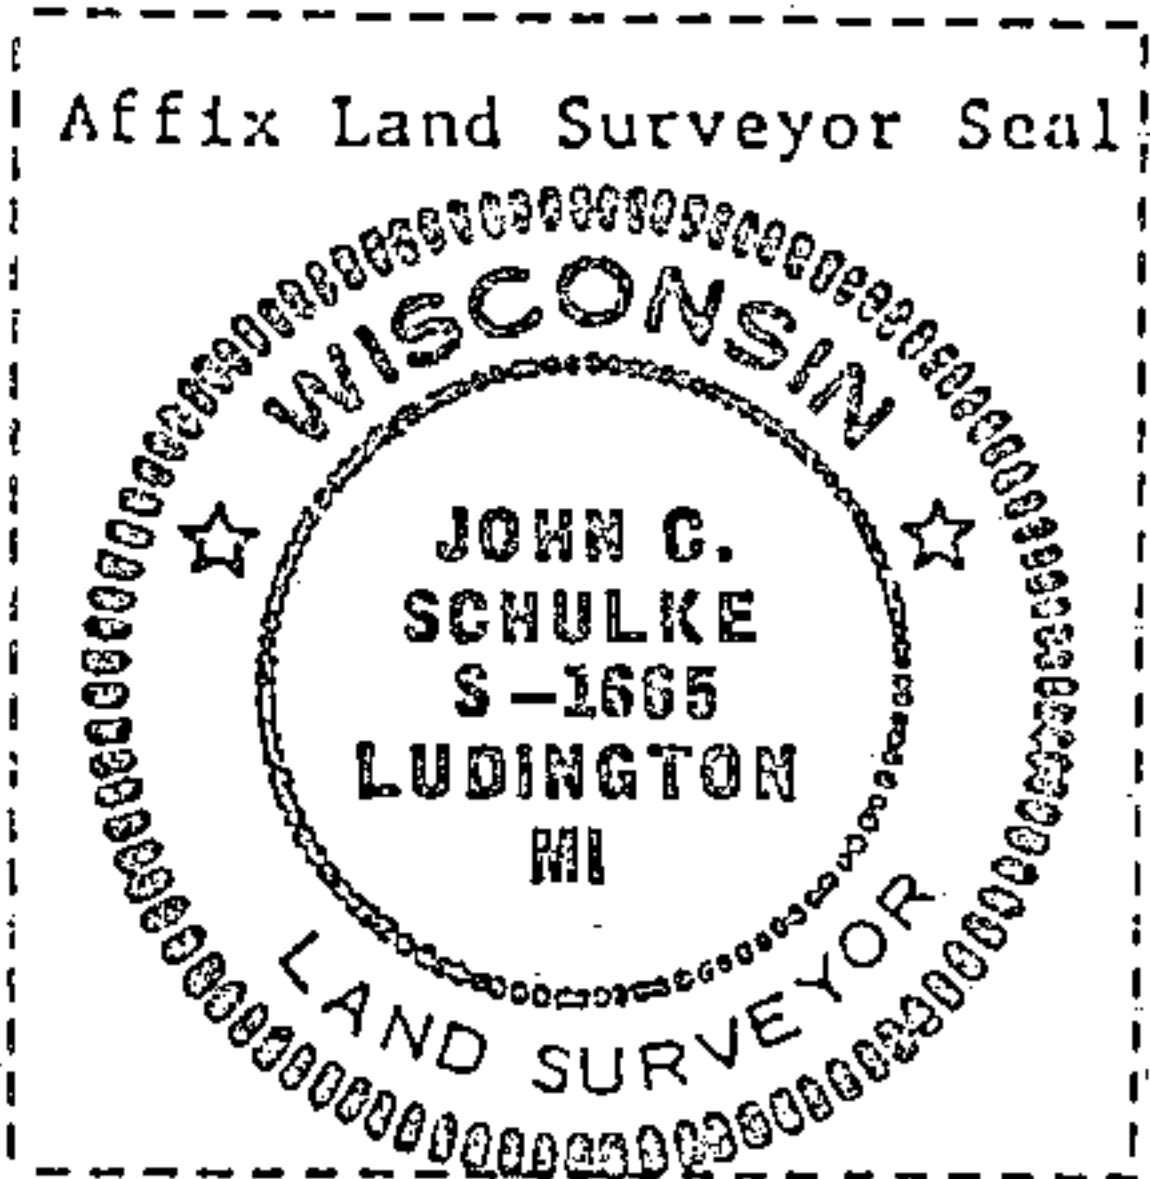 Affix Land Surveyor Seal
WISCONSIN
JOHN C.
SCHULKE
S-1665
LUDINGTON
MI
LAND SURVEYOR